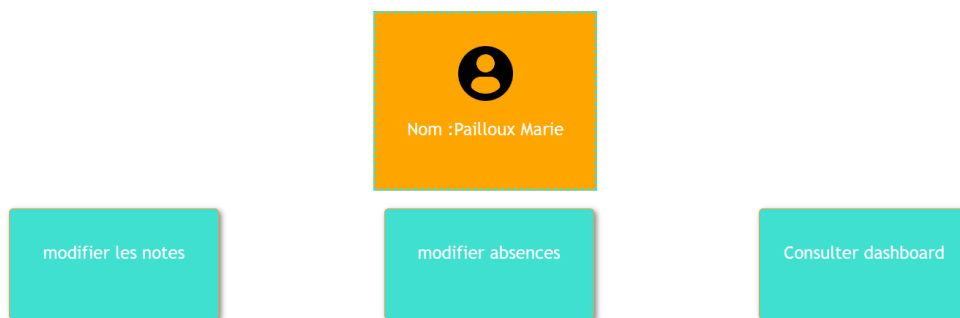 Nom :Pailloux Marie
modifier les notes
modifier absences
Consulter dashboard